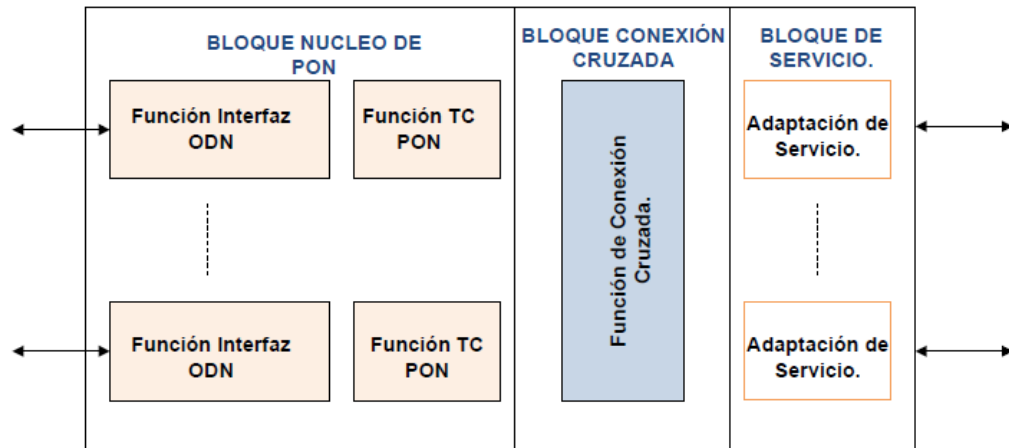 BLOQUE NUCLEO DE
PON
BLOQUE CONEXIÓN
CRUZADA
BLOQUE DE
SERVICIO.
Función Interfaz
ODN
Función TC
PON
Función de Conexión
Cruzada.
Adaptación de
Servicio.
Función Interfaz
ODN
Función TC
PON
Adaptación de
Servicio.